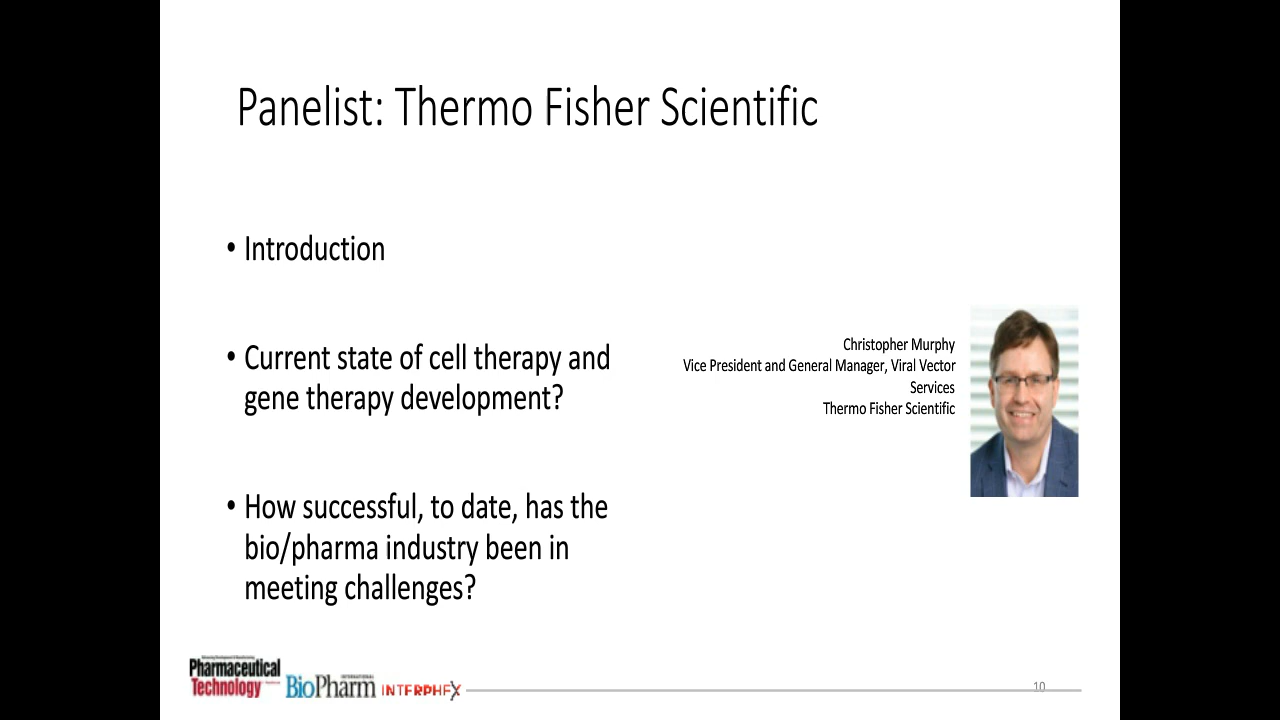 Panelist: Thermo Fisher Scientific
• Introduction
• Current state of cell therapy and
gene therapy development?
• How successful, to date, has the
bio/pharma industry been in
meeting challenges?
Christopher Murphy
Vice President and General Manager, Viral Vector
Services
Thermo Fisher Scientific
Pharmaceutical
Technology
INTERNATIONAL
BioPharm
INTERPHEX
10